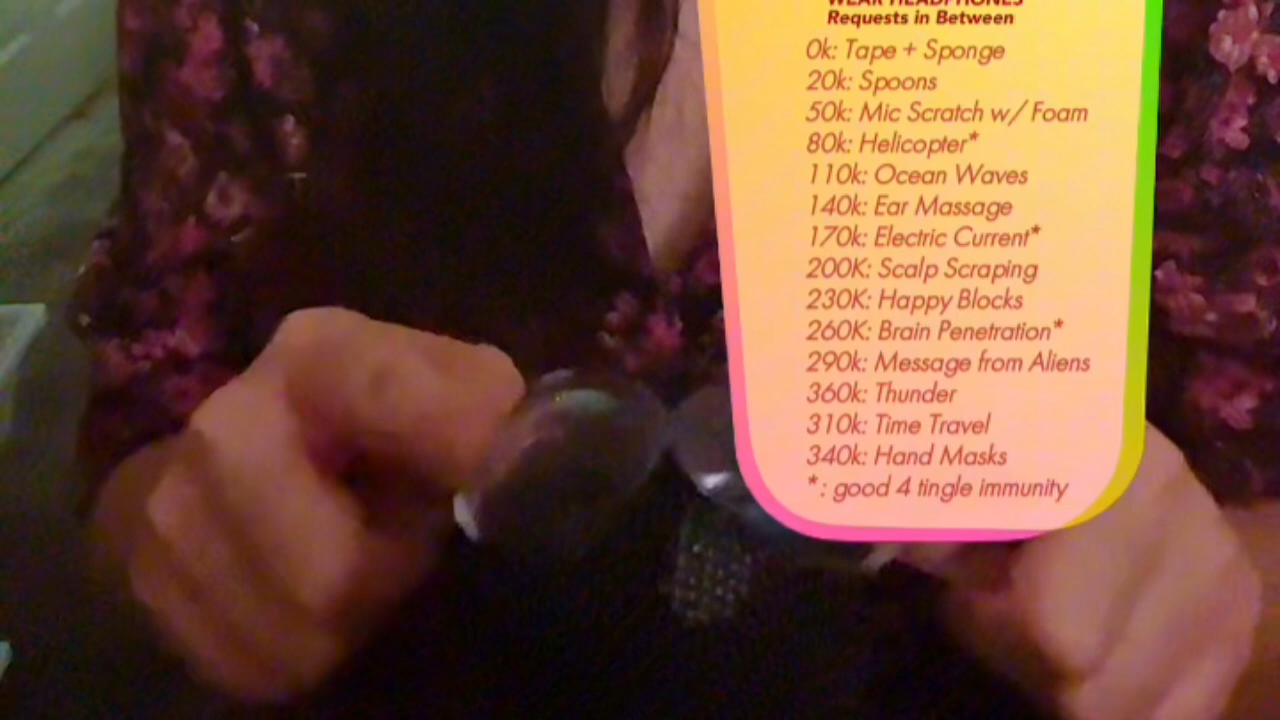 WEAR HEADPHONES
Requests in Between
0k: Tape + Sponge
20k: Spoons
50k: Mic Scratch w/ Foam
80k: Helicopter*
110k: Ocean Waves
140k: Ear Massage
170k: Electric Current*
200K: Scalp Scraping
230K: Happy Blocks
260K: Brain Penetration*
290k: Message from Aliens
360k: Thunder
310k: Time Travel
340k: Hand Masks
*: good 4 tingle immunity